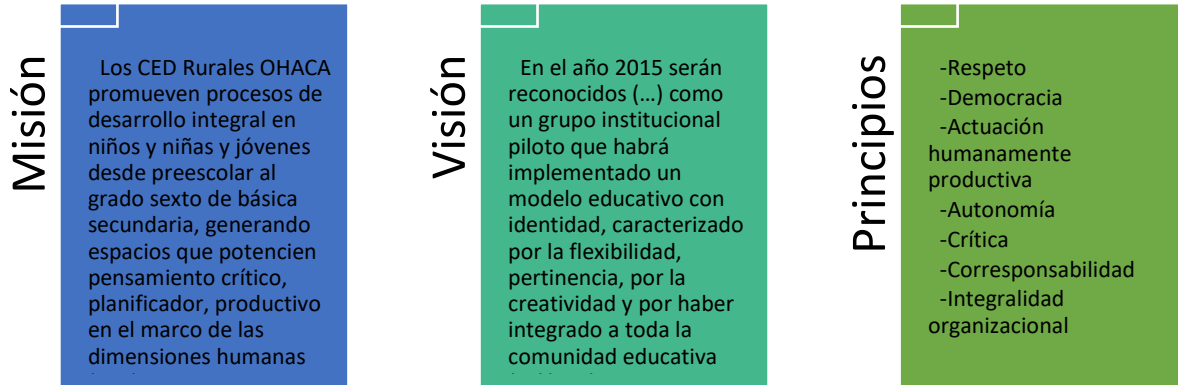 Misión
Los CED Rurales OHACA
promueven procesos de
desarrollo integral en
niños y niñas y jóvenes
desde preescolar al
grado sexto de básica
secundaria, generando
espacios que potencien
pensamiento crítico,
planificador, productivo
en el marco de las
dimensiones humanas
Visión
En el año 2015 serán
reconocidos (...) como
un grupo institucional
piloto que habrá
implementado un
modelo educativo con
identidad, caracterizado
por la flexibilidad,
pertinencia, por la
creatividad y por haber
integrado a toda la
comunidad educativa
Principios
-Respeto
-Democracia
-Actuación
humanamente
productiva
-Autonomía
-Crítica
-Corresponsabilidad
-Integralidad
organizacional